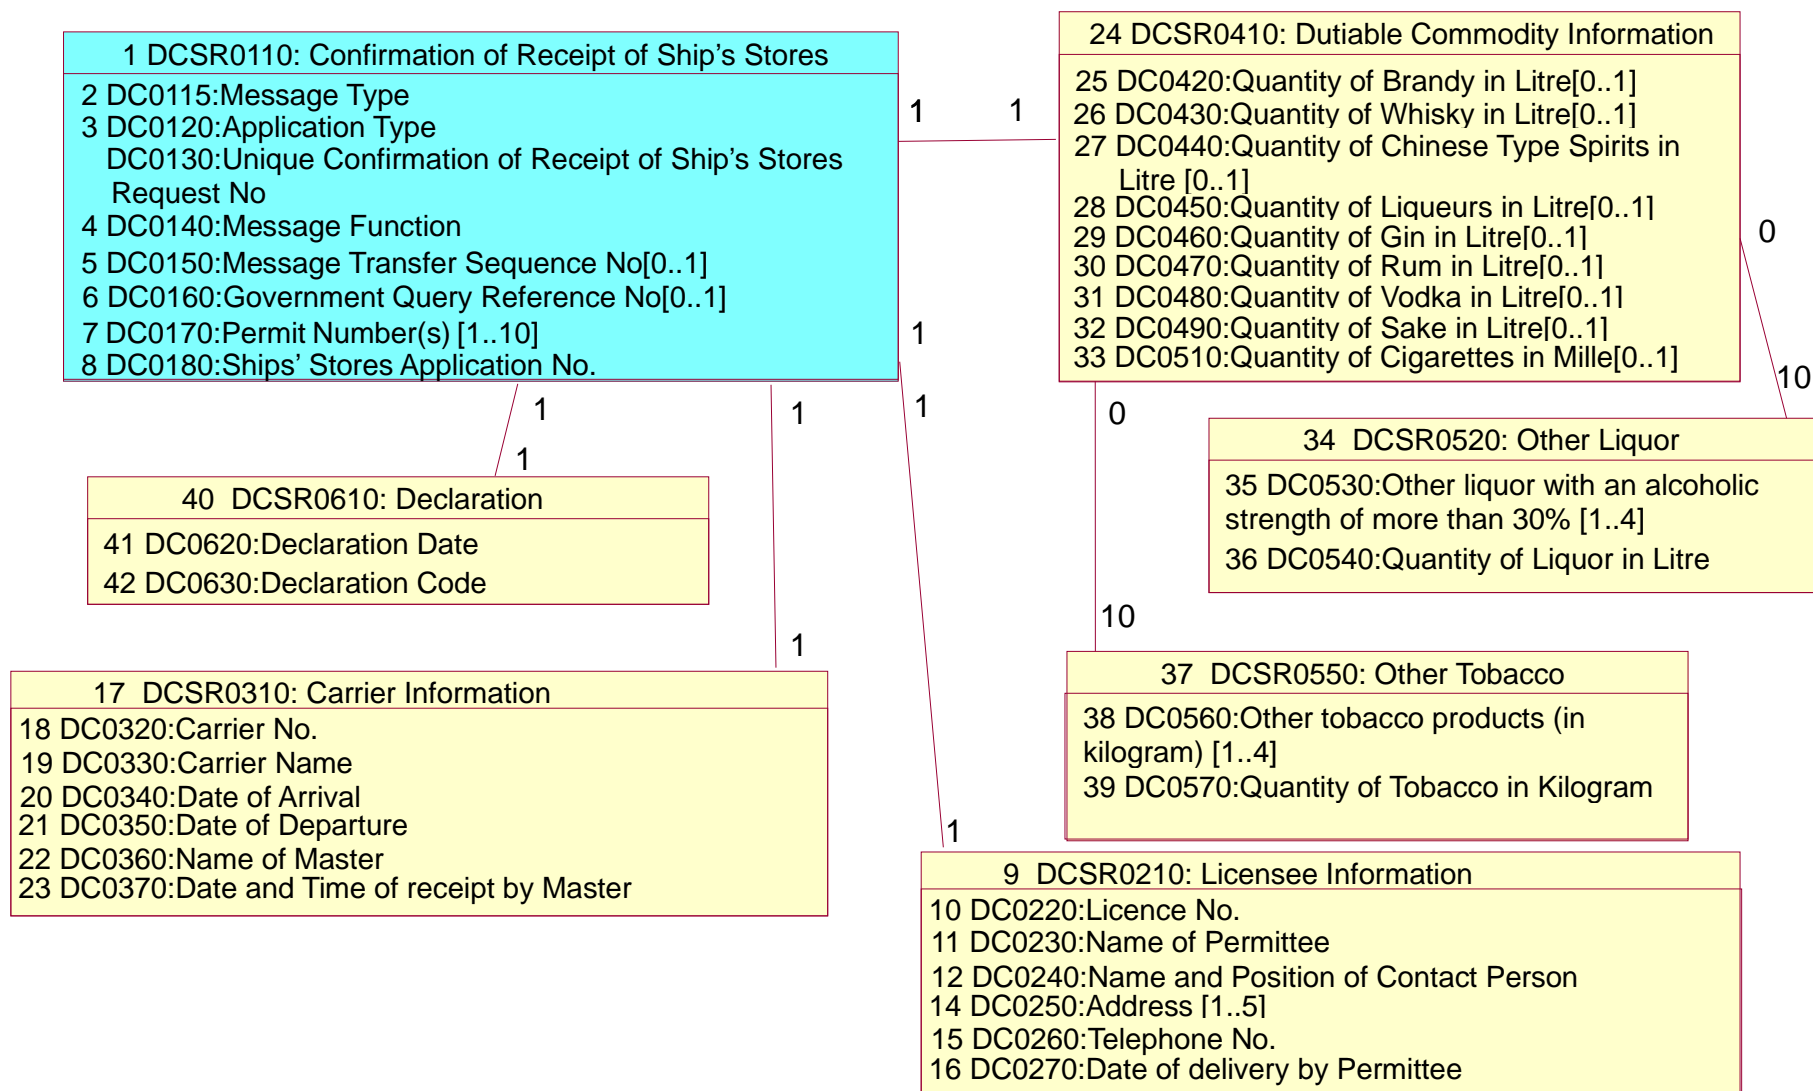 1 DCSR0110: Confirmation of Receipt of Ship's Stores
2 DC0115:Message Type
3 DC0120:Application Type
DC0130:Unique Confirmation of Receipt of Ship's Stores
Request No
4 DC0140:Message Function
5 DC0150:Message Transfer Sequence No[0..1]
6 DC0160:Government Query Reference No[0..1]
7 DC0170:Permit Number(s) [1..10]
8 DC0180:Ships' Stores Application No.
1
1
24 DCSR0410: Dutiable Commodity Information
25 DC0420:Quantity of Brandy in Litre[0..1]
26 DC0430:Quantity of Whisky in Litre[0..1]
27 DC0440:Quantity of Chinese Type Spirits in
Litre [0..1]
28 DC0450:Quantity of Liqueurs in Litre[0..1]
29 DC0460:Quantity of Gin in Litre[0..1]
30 DC0470:Quantity of Rum in Litre[0..1]
31 DC0480:Quantity of Vodka in Litre[0..1]
32 DC0490:Quantity of Sake in Litre[0..1]
33 DC0510:Quantity of Cigarettes in Mille[0..1]
0
10
1
1
1
1
0
1
34 DCSR0520: Other Liquor
35 DC0530:Other liquor with an alcoholic
strength of more than 30% [1..4]
36 DC0540:Quantity of Liquor in Litre
40 DCSR0610: Declaration
41 DC0620:Declaration Date
42 DC0630:Declaration Code
10
1
37 DCSR0550: Other Tobacco
38 DC0560:Other tobacco products (in
kilogram) [1..4]
39 DC0570:Quantity of Tobacco in Kilogram
17 DCSR0310: Carrier Information
18 DC0320:Carrier No.
19 DC0330:Carrier Name
20 DC0340:Date of Arrival
21 DC0350:Date of Departure
22 DC0360:Name of Master
23 DC0370:Date and Time of receipt by Master
1
9 DCSR0210: Licensee Information
10 DC0220:Licence No.
11 DC0230:Name of Permittee
12 DC0240:Name and Position of Contact Person
14 DC0250:Address [1..5]
15 DC0260:Telephone No.
16 DC0270:Date of delivery by Permittee